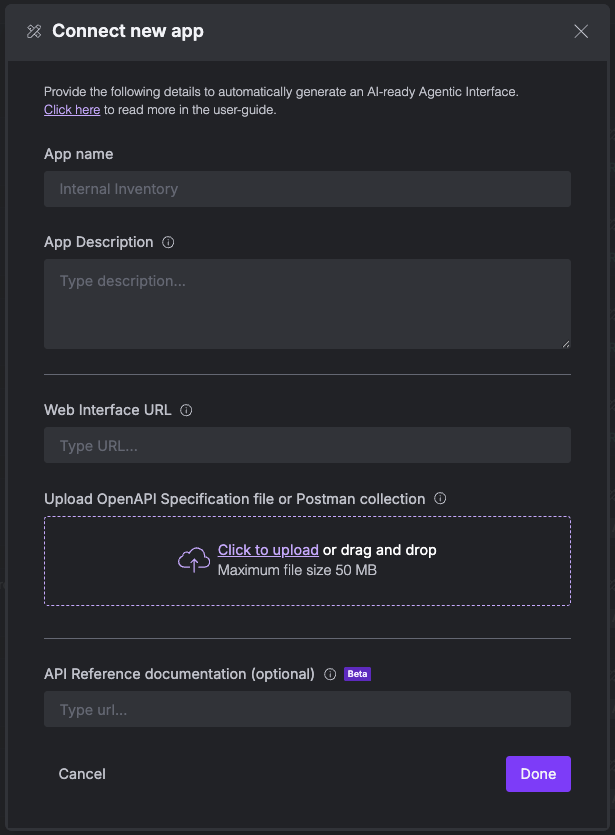 Connect new app
Provide the following details to automatically generate an AI-ready Agentic Interface.
Click here to read more in the user-guide.
App name
Internal Inventory
App Description
Type description...
Web Interface URL
Type URL...
Upload OpenAPI Specification file or Postman collection
Click to upload or drag and drop
Maximum file size 50 MB
API Reference documentation (optional) Beta
Type url...
Cancel
Done